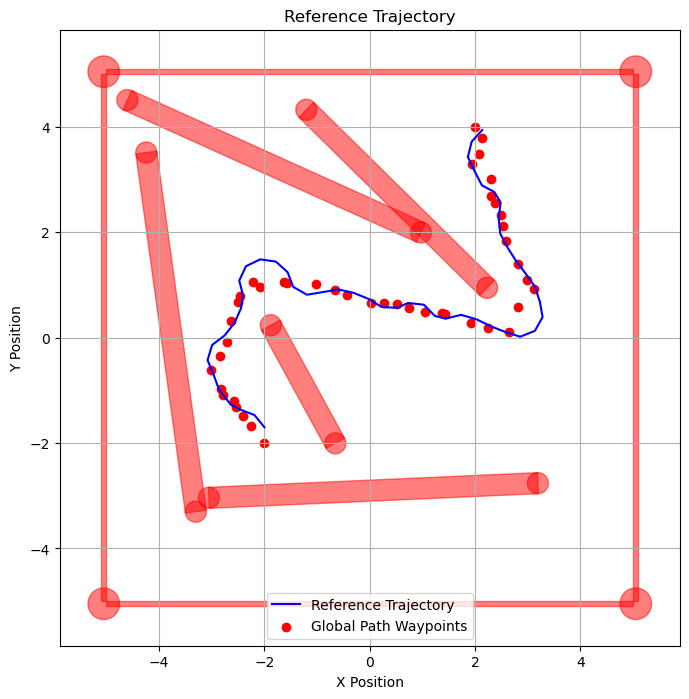 Reference Trajectory
Y Position
4
2
0
−2
−4
−4
−2
0
2
4
X Position
Reference Trajectory
Global Path Waypoints